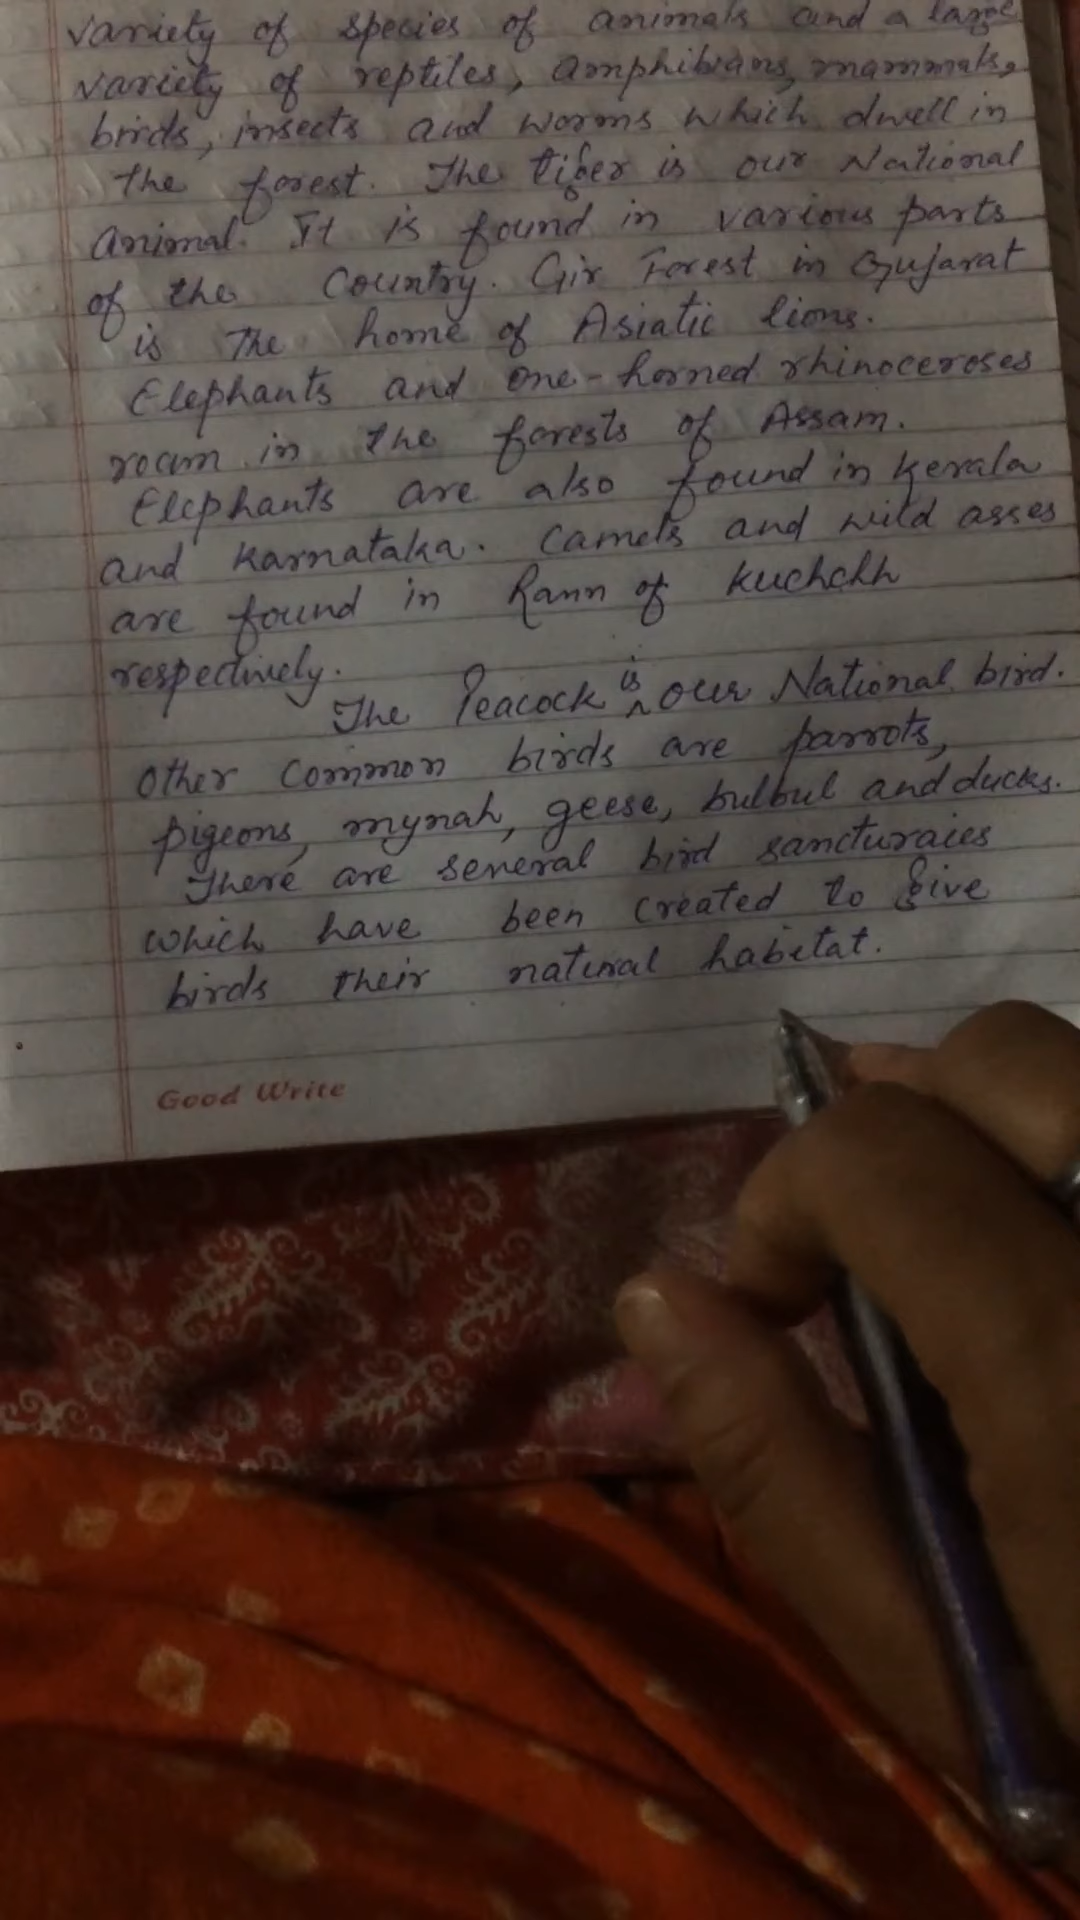 variety of species of animals and a large
variety of reptiles, amphibians, mammals,
birds, insects and worms which dwell in
the forest. The tiger is our National
animal. It is found in various parts
of the Country. Gir Forest in Gujarat
is The home of Asiatic lions.
Elephants and One-horned rhinoceroses
roam in the forests of Assam.
Elephants are also found in Kerala
and Karnataka. Camels and wild asses
are found in Rann of Kuchchh
respectively.
The Peacock is our National bird.
Other Common birds are parrots,
pigeons, mynah, geese, bulbul and ducks.
There are several bird sancturaies
which have been created to give
birds their natural habitat.
Good Write